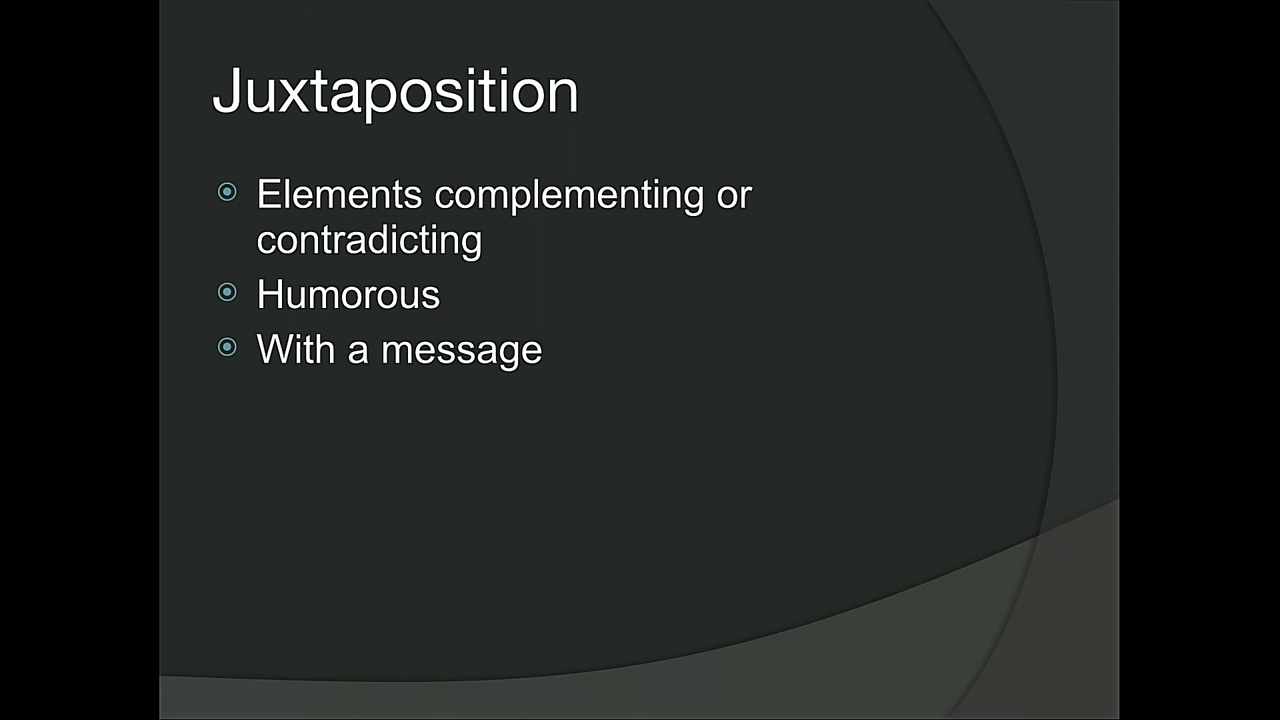 Juxtaposition
Elements complementing or
contradicting
Humorous
With a message